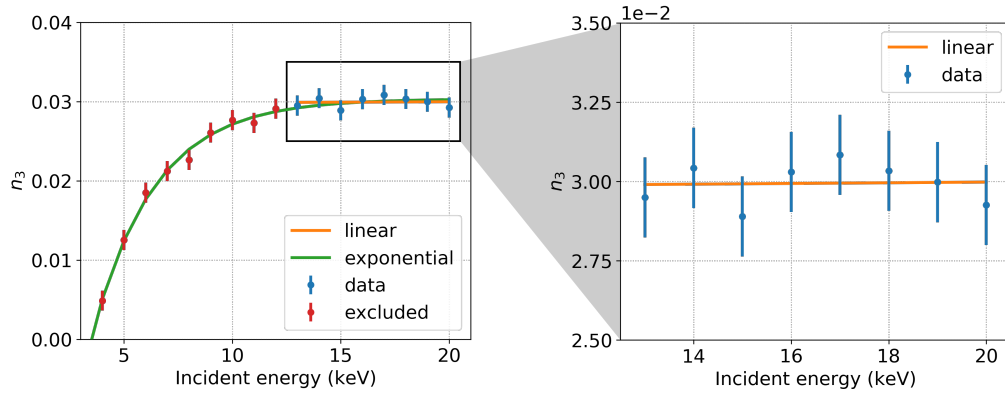 0.04
0.03
0.02
0.01
0.00
n3
5
10
15
20
Incident energy (keV)
linear
exponential
data
excluded
1e−2
3.50
3.25
3.00
2.75
2.50
n3
14
16
18
20
Incident energy (keV)
linear
data